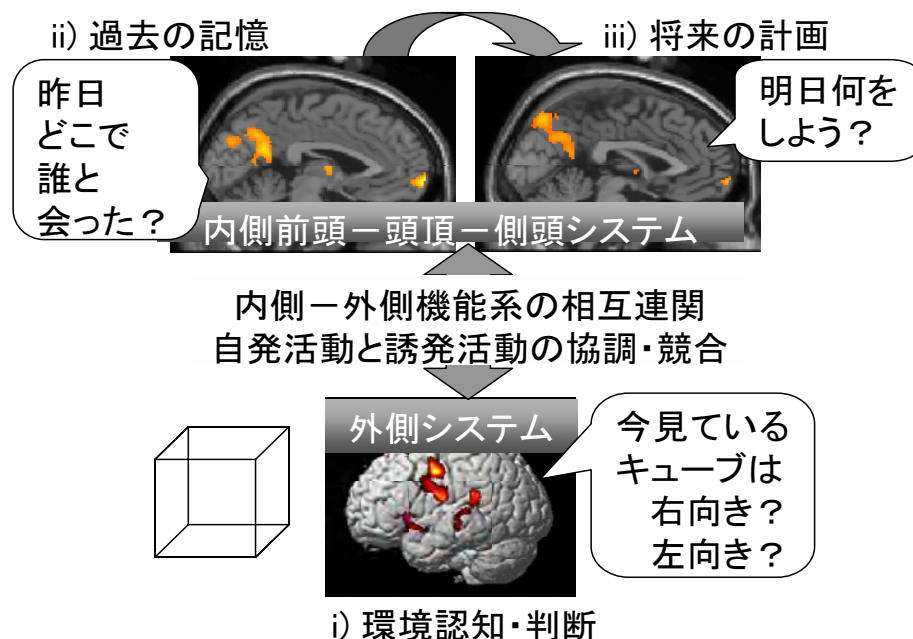 ii) 過去の記憶
iii) 将来の計画
昨日
どこで
誰と
会った？
明日何を
しよう？
内側前頭－頭頂－側頭システム
内側－外側機能系の相互連関
自発活動と誘発活動の協調・競合
外側システム
今見ている
キューブは
右向き？
左向き？
i) 環境認知・判断